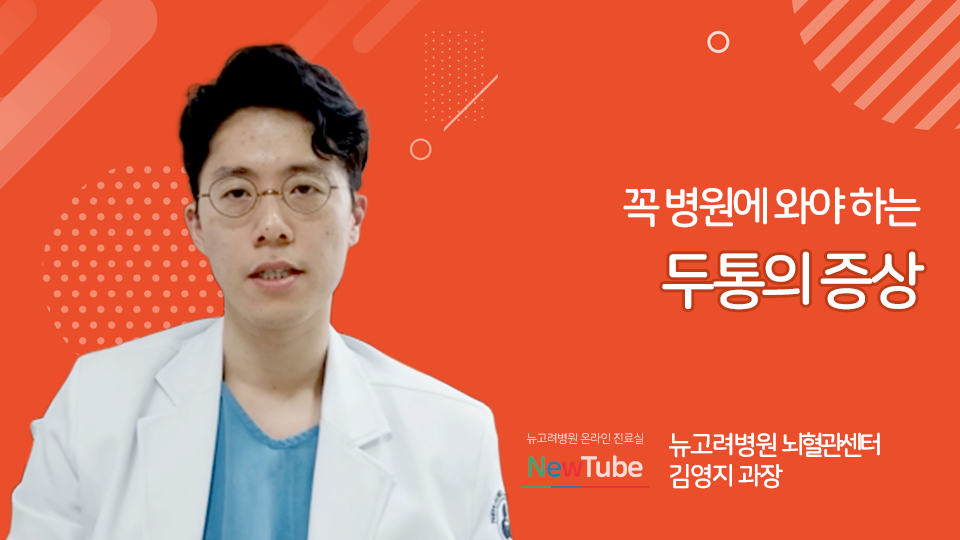 꼭 병원에 와야 하는
두통의 증상
뉴고려병원 온라인 진료실
NewTube
뉴고려병원 뇌혈관센터
김영지 과장